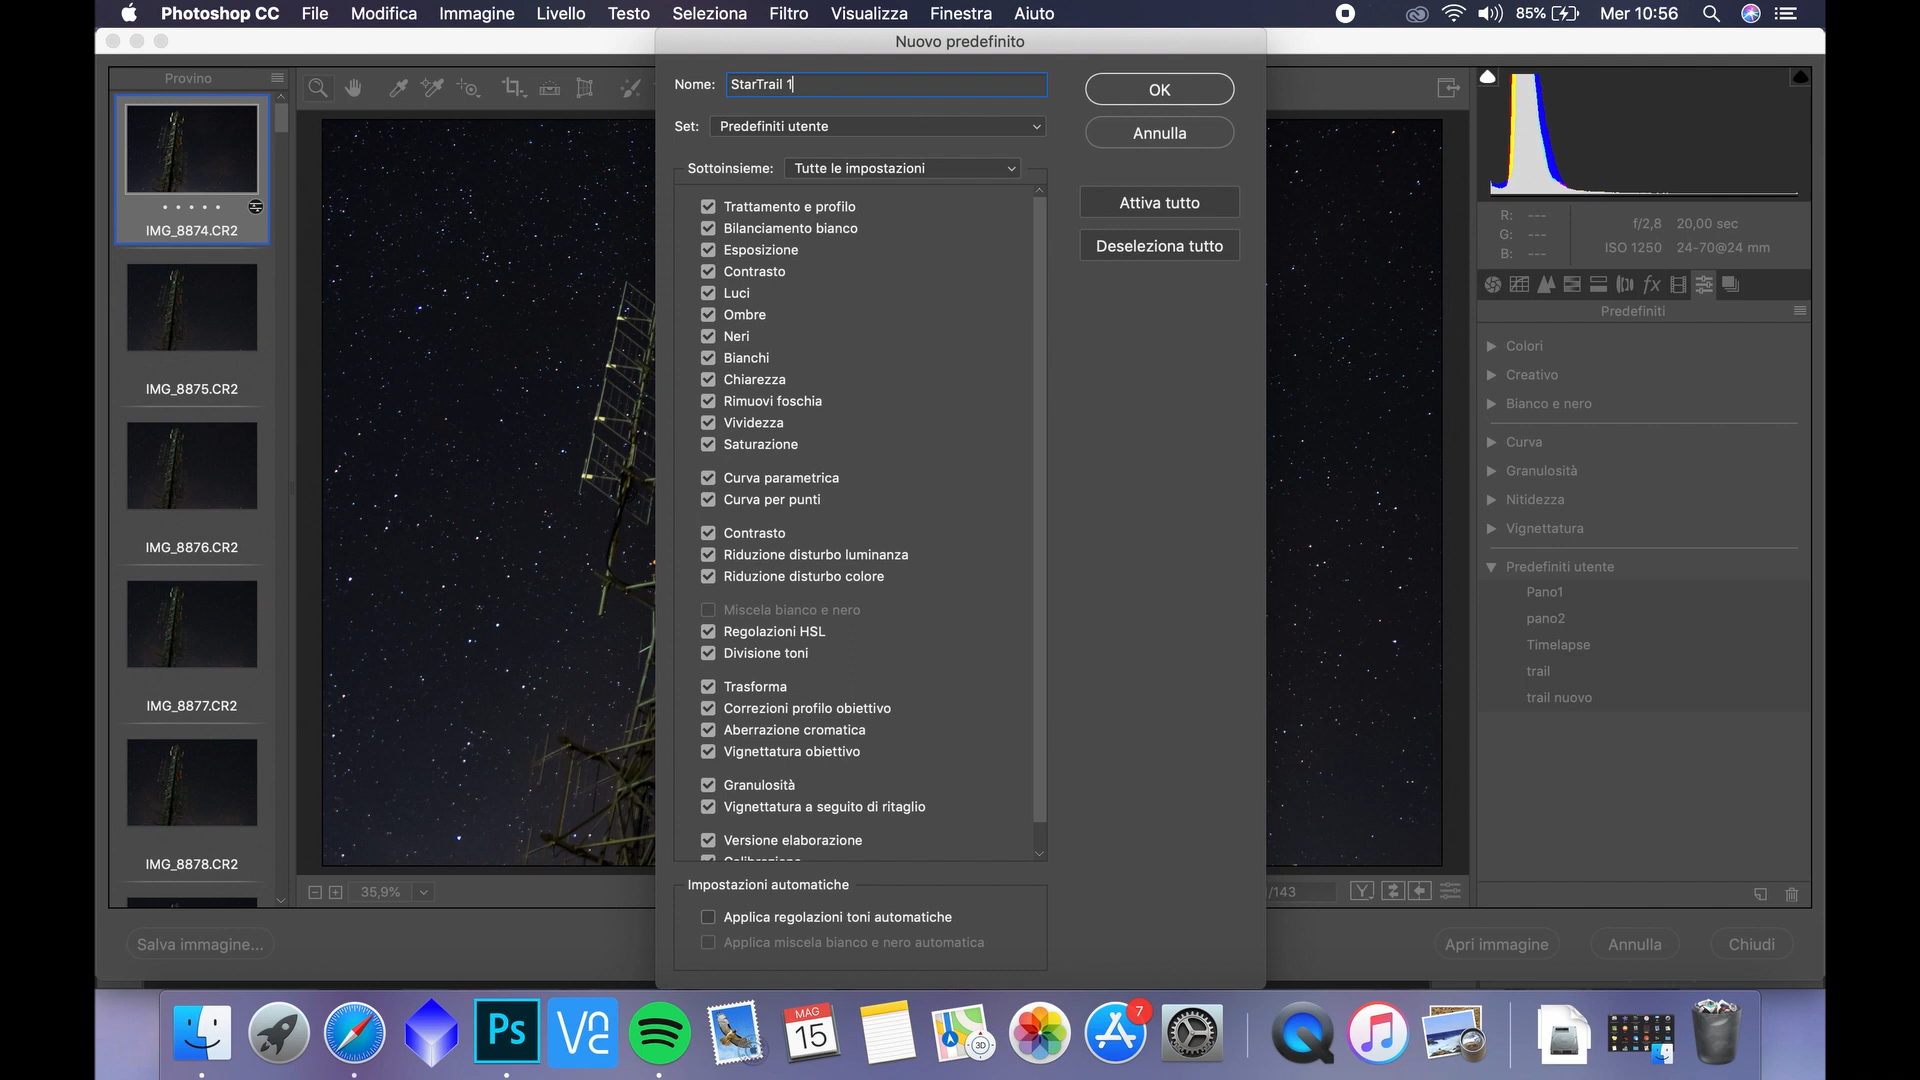 Photoshop CC File Modifica Immagine Livello Testo Seleziona Filtro Visualizza Finestra Aiuto 85% Mer 10:56
Nuovo predefinito
Provino
IMG_8874.CR2
IMG_8875.CR2
IMG_8876.CR2
IMG_8877.CR2
IMG_8878.CR2
Nome: StarTrail 1
Set: Predefiniti utente
Sottoinsieme: Tutte le impostazioni
Trattamento e profilo
Bilanciamento bianco
Esposizione
Contrasto
Luci
Ombre
Neri
Bianchi
Chiarezza
Rimuovi foschia
Vividezza
Saturazione
Curva parametrica
Curva per punti
Contrasto
Riduzione disturbo luminanza
Riduzione disturbo colore
Miscela bianco e nero
Regolazioni HSL
Divisione toni
Trasforma
Correzioni profilo obiettivo
Aberrazione cromatica
Vignettatura obiettivo
Granulosità
Vignettatura a seguito di ritaglio
Versione elaborazione
Calibrazione
Impostazioni automatiche
Applica regolazioni toni automatiche
Applica miscela bianco e nero automatica
OK
Annulla
Attiva tutto
Deseleziona tutto
R: ---
G: ---
B: ---
f/2,8 20,00 sec
ISO 1250 24-70@24 mm
fx
Predefiniti
Colori
Creativo
Bianco e nero
Curva
Granulosità
Nitidezza
Vignettatura
Predefiniti utente
Pano1
pano2
Timelapse
trail
trail nuovo
35,9%
/143
Y
Salva immagine...
Apri immagine Annulla Chiudi
Ps
MAG
15
3D
7